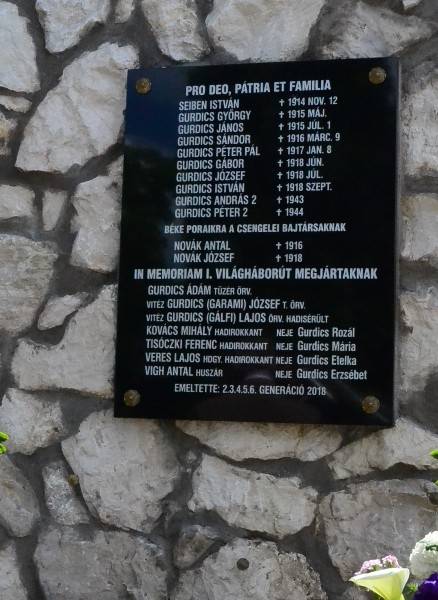 PRO DEO, PÁTRIA ET FAMILIA
SEIBEN ISTVÁN † 1914 NOV. 12
GURDICS GYÖRGY † 1915 MÁJ.
GURDICS JÁNOS † 1915 JÚL. 1
GURDICS SÁNDOR † 1916 MÁRC. 9
GURDICS PÉTER PÁL † 1917 JAN. 8
GURDICS GÁBOR † 1918 JÚN.
GURDICS JÓZSEF † 1918 JÚL.
GURDICS ISTVÁN † 1918 SZEPT.
GURDICS ANDRÁS 2 † 1943
GURDICS PÉTER 2 † 1944
BÉKE PORAIKRA A CSENGELEI BAJTÁRSAKNAK
NOVÁK ANTAL † 1916
NOVÁK JÓZSEF † 1918
IN MEMORIAM I. VILÁGHÁBORÚT MEGJÁRTAKNAK
GURDICS ÁDÁM TÜZÉR ÖRV.
VITÉZ GURDICS (GARAMI) JÓZSEF T. ÖRV.
VITÉZ GURDICS (GÁLFI) LAJOS ÖRV. HADISÉRÜLT
KOVÁCS MIHÁLY HADIROKKANT NEJE Gurdics Rozál
TISÓCZKI FERENC HADIROKKANT NEJE Gurdics Mária
VERES LAJOS HDGY. HADIROKKANT NEJE Gurdics Etelka
VIGH ANTAL HUSZÁR NEJE Gurdics Erzsébet
EMELTETTE: 2.3.4.5.6. GENERÁCIÓ 2018